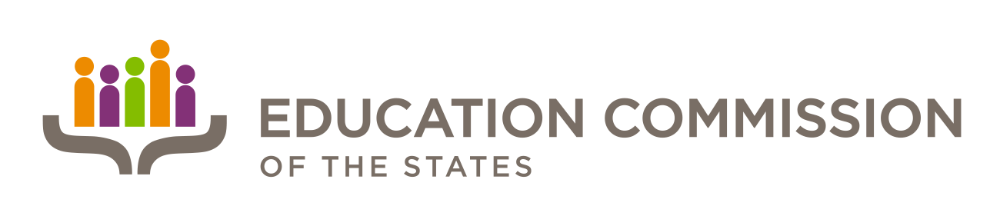 EDUCATION COMMISSION
OF THE STATES